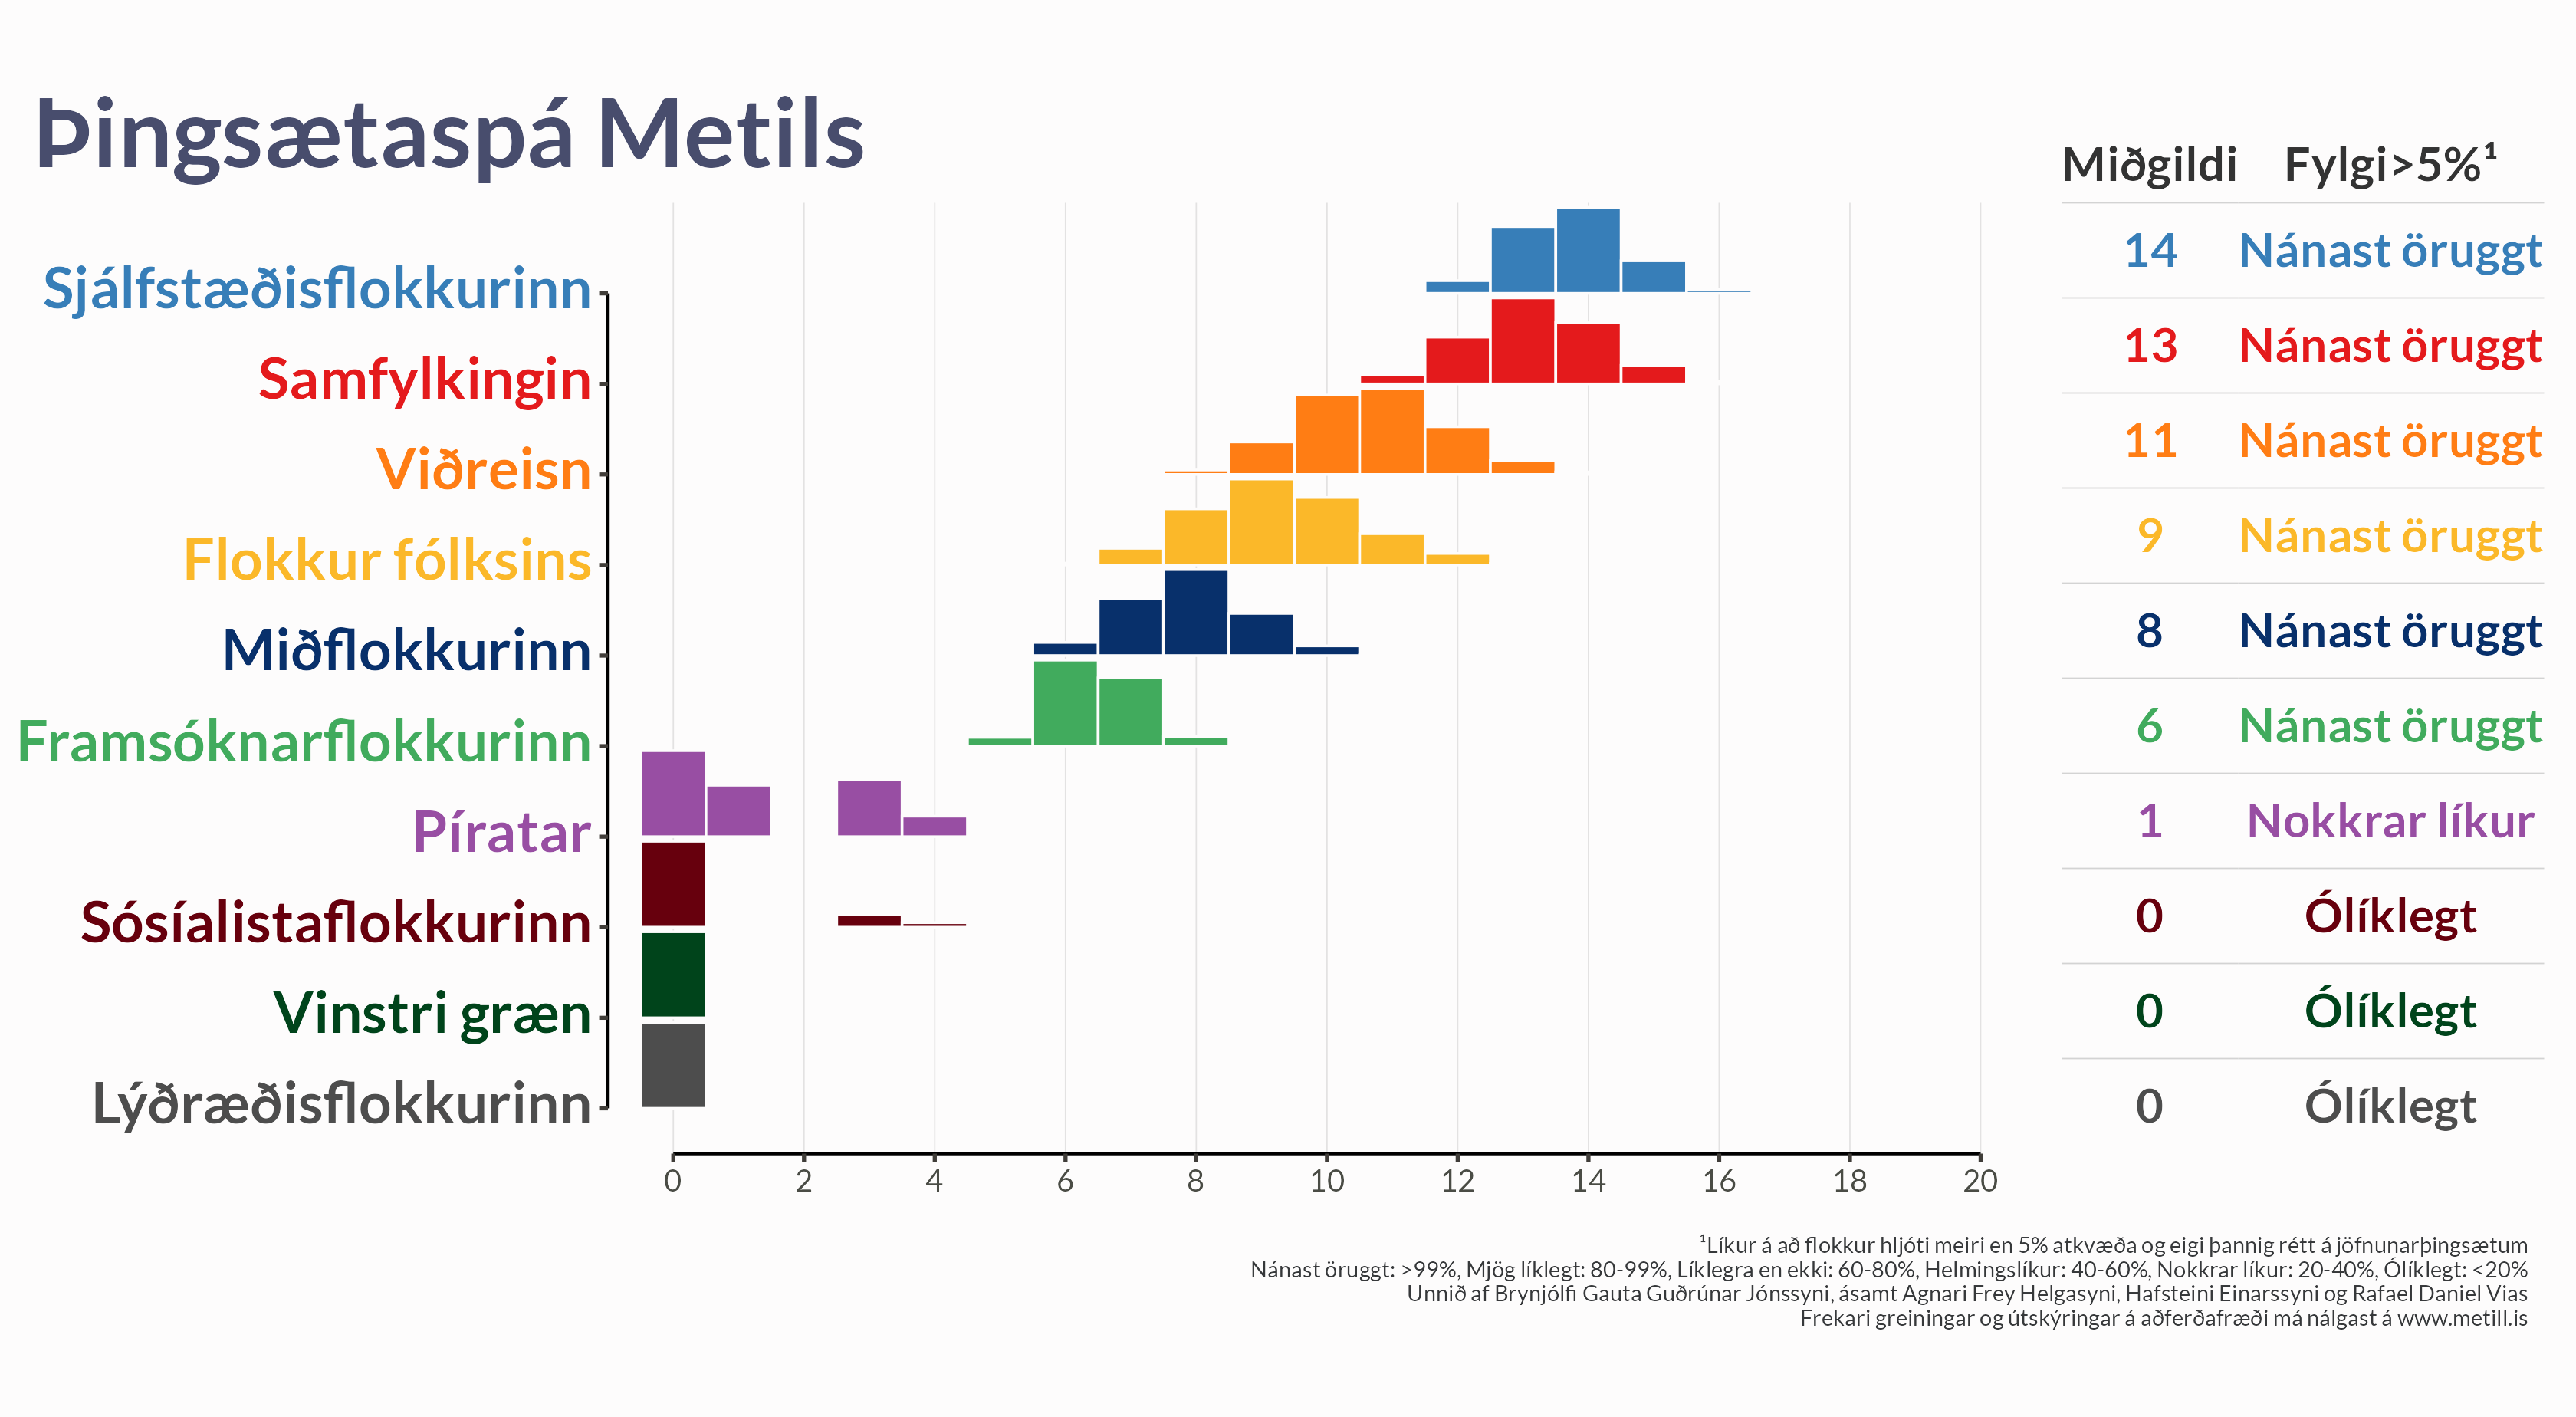 Þingsætaspá Metils
Miðgildi Fylgi>5%¹
Sjálfstæðisflokkurinn 14 Nánast öruggt
Samfylkingin 13 Nánast öruggt
Viðreisn 11 Nánast öruggt
Flokkur fólksins 9 Nánast öruggt
Miðflokkurinn 8 Nánast öruggt
Framsóknarflokkurinn 6 Nánast öruggt
Píratar 1 Nokkrar líkur
Sósíalistaflokkurinn 0 Ólíklegt
Vinstri græn 0 Ólíklegt
Lýðræðisflokkurinn 0 Ólíklegt
0 2 4 6 8 10 12 14 16 18 20
¹Líkur á að flokkur hljóti meiri en 5% atkvæða og eigi þannig rétt á jöfnunarþingsætum
Nánast öruggt: >99%, Mjög líklegt: 80-99%, Líklegra en ekki: 60-80%, Helmingslíkur: 40-60%, Nokkrar líkur: 20-40%, Ólíklegt: <20%
Unnið af Brynjólfi Gauta Guðrúnar Jónssyni, ásamt Agnari Frey Helgasyni, Hafsteini Einarssyni og Rafael Daniel Vias
Frekari greiningar og útskýringar á aðferðafræði má nálgast á www.metill.is